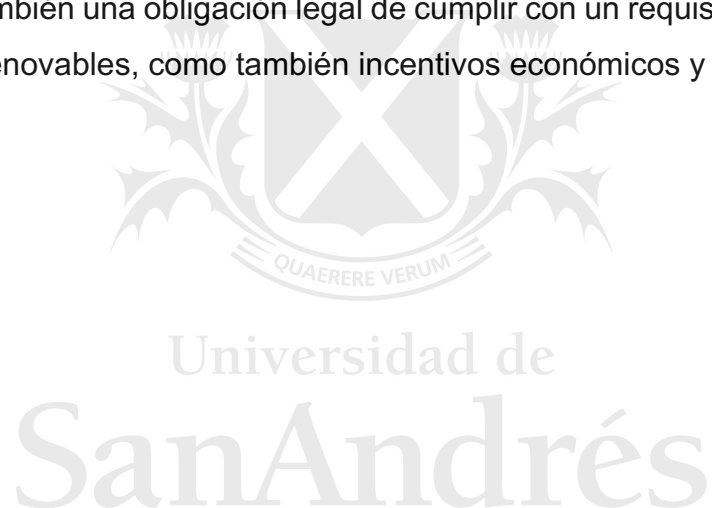 mbién una obligación legal de cumplir con un requis
enovables, como también incentivos económicos y
QUAERERE VERUM
Universidad de
SanAndrés